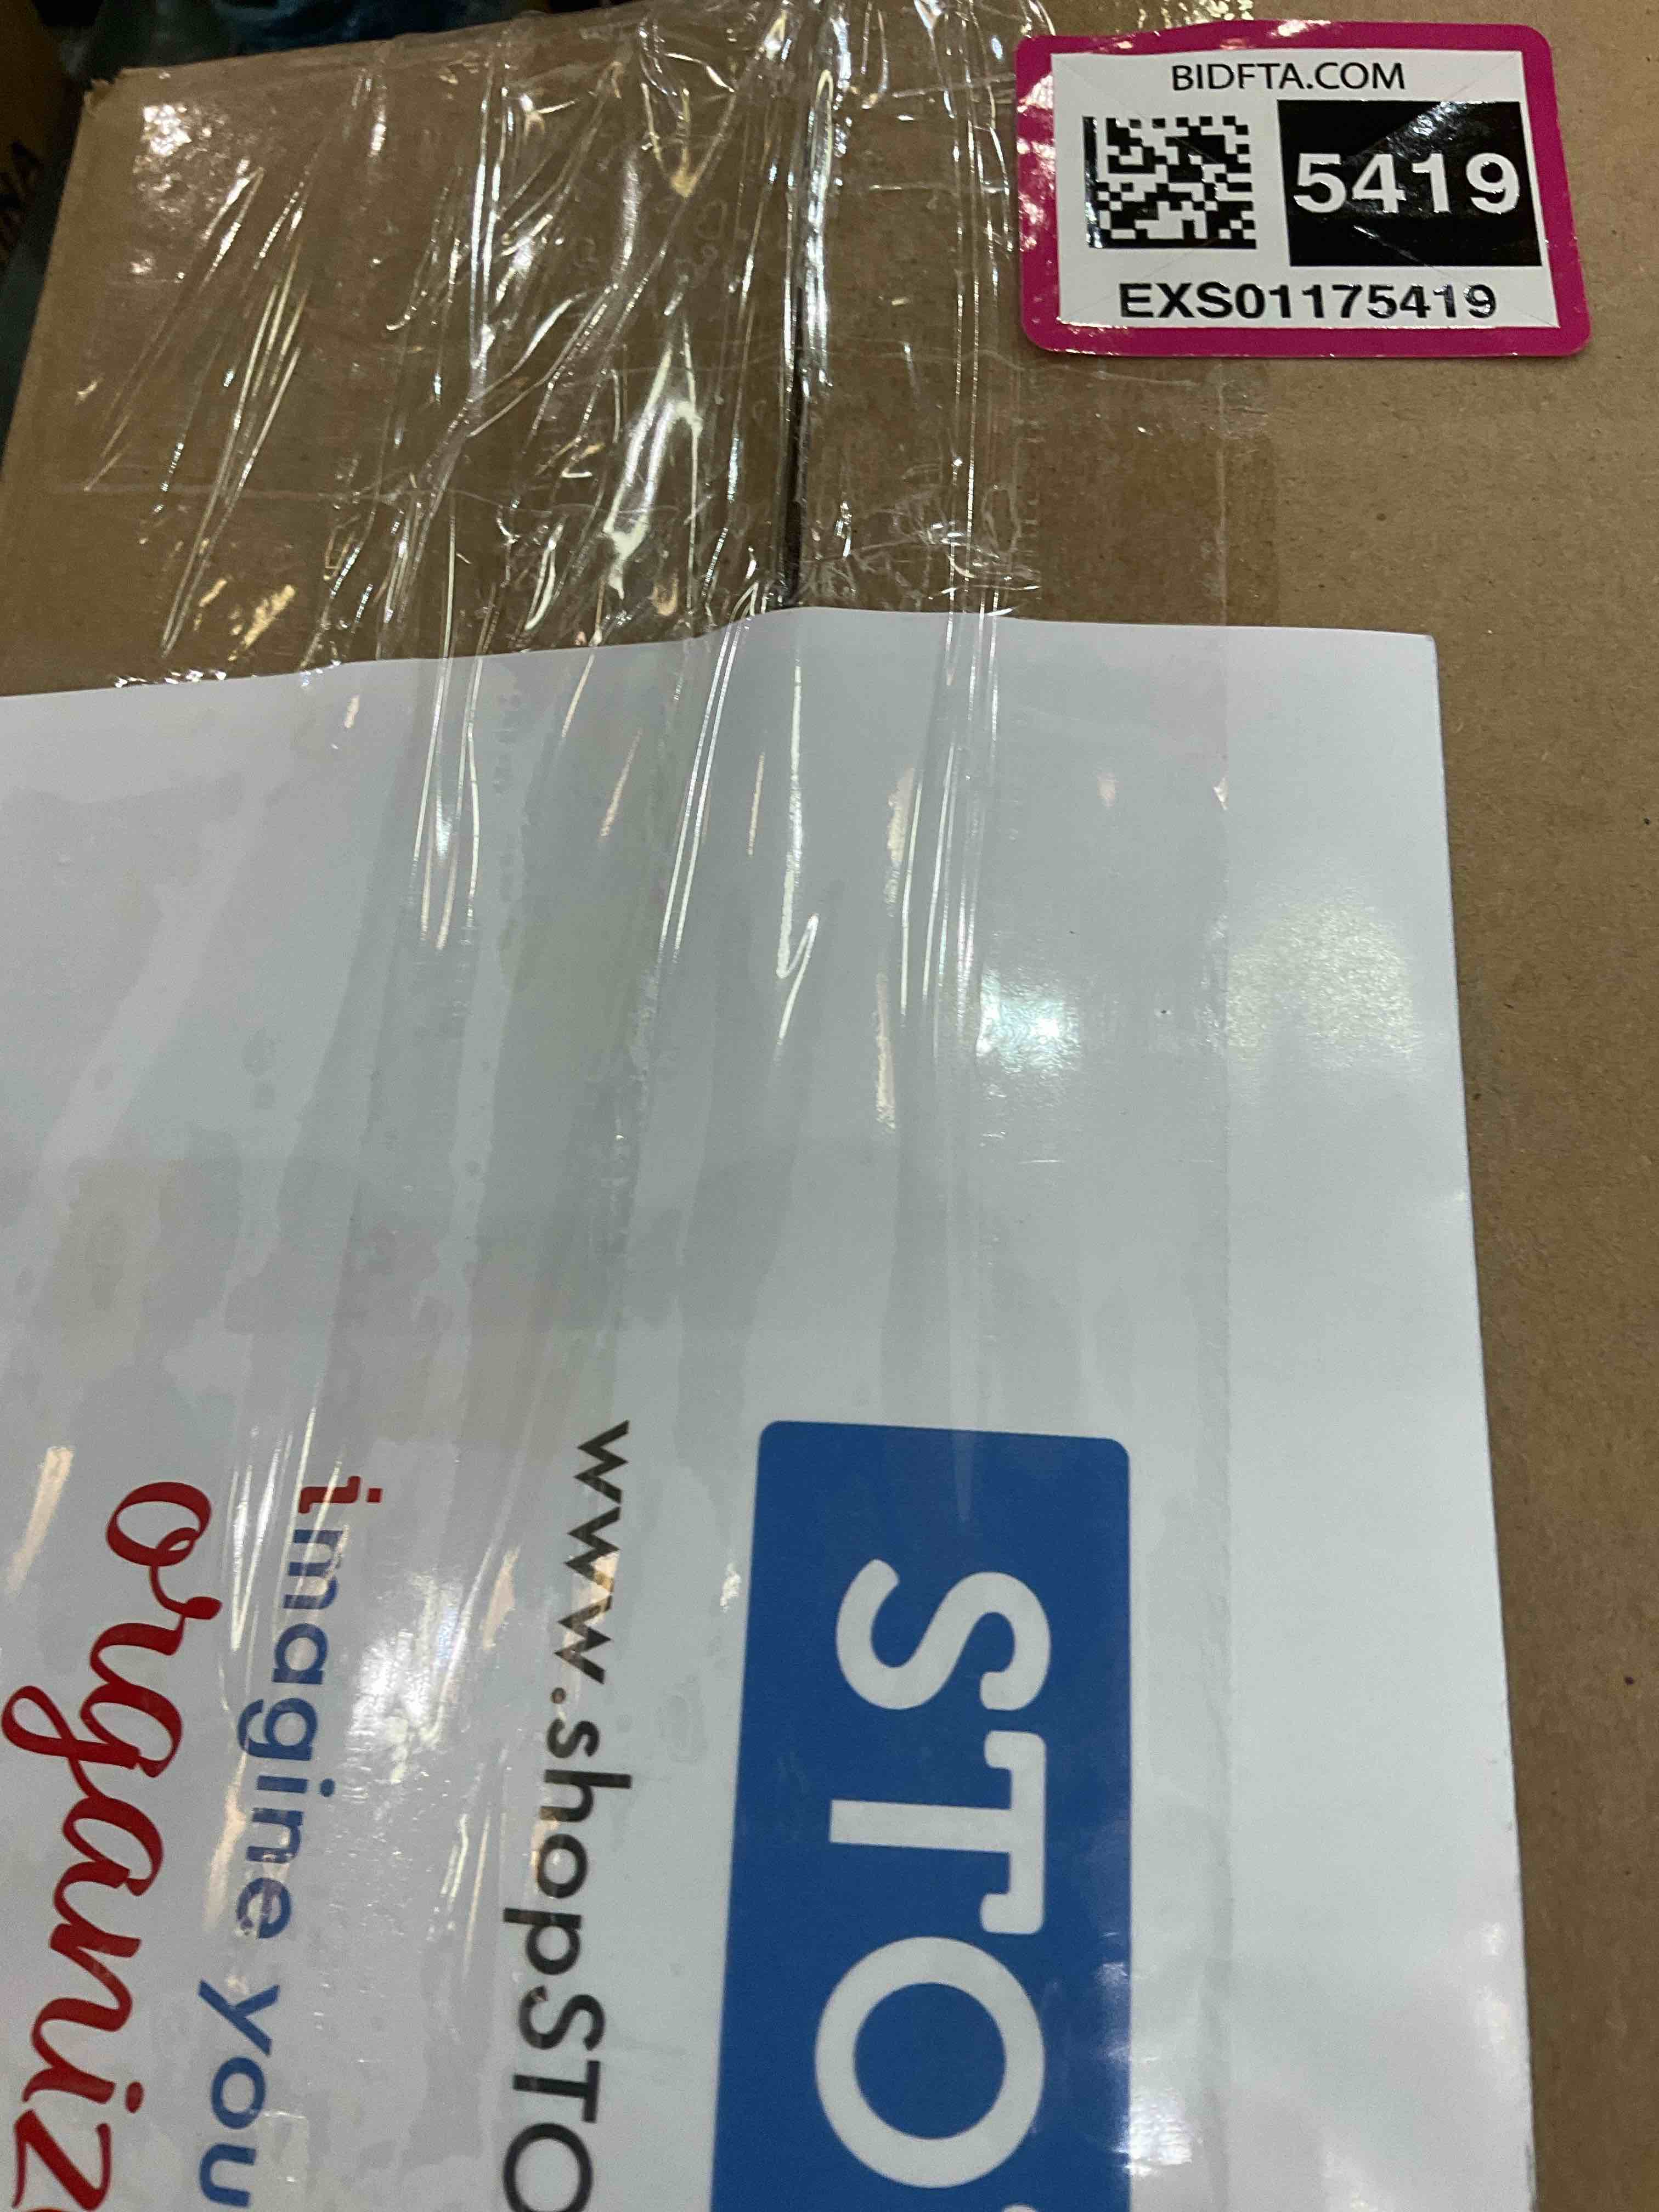 BIDFTA.COM
5419
EXS01175419
STO
www.shopSTO
imagine you
organiz